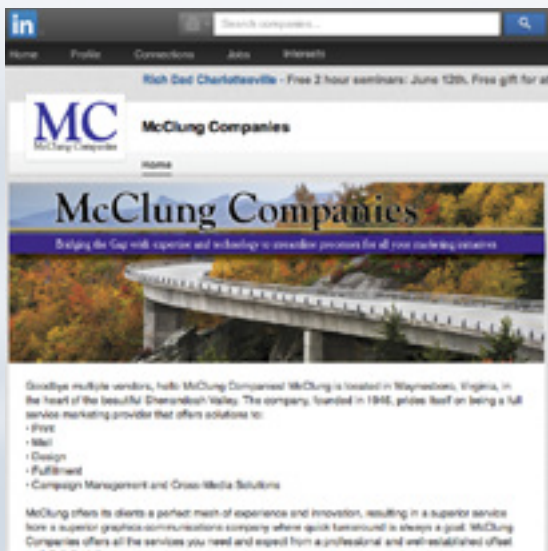 in
Search companies...
Home Profile Connections Jobs Interests
Rich Dad Charlottesville - Free 2 hour seminars: June 12th. Free gift for at
MC
McClung Companies
McClung Companies
Home
McClung Companies
Bridging the Gap with expertise and technology to streamline processes for all your marketing initiatives
Goodbye multiple vendors, hello McClung Companies! McClung is located in Waynesboro, Virginia, in
the heart of the beautiful Shenandoah Valley. The company, founded in 1946, prides itself on being a full
service marketing provider that offers solutions to:
• Print
• Mail
• Design
• Fulfillment
• Campaign Management and Cross-Media Solutions
McClung offers its clients a perfect mesh of experience and innovation, resulting in a superior service
from a superior graphics communications company where quick turnaround is always a goal. McClung
Companies offers all the services you need and expect from a professional and well-established offset